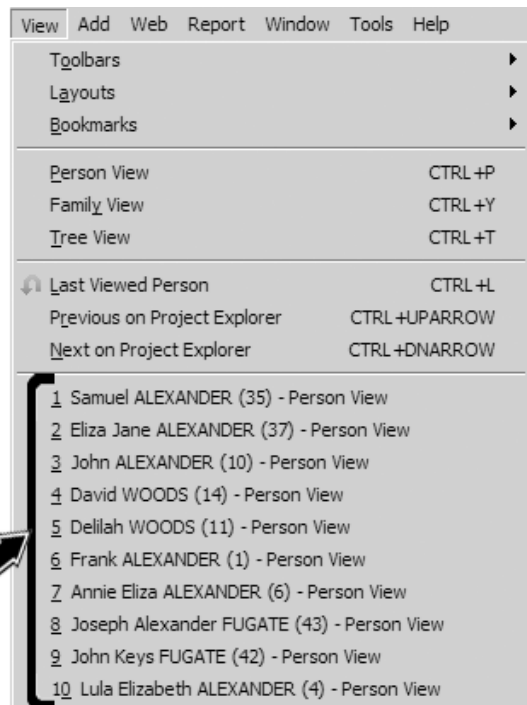 View Add Web Report Window Tools Help
Toolbars
Layouts
Bookmarks
Person View CTRL+P
Family View CTRL+Y
Tree View CTRL+T
Last Viewed Person CTRL+L
Previous on Project Explorer CTRL+UPARROW
Next on Project Explorer CTRL+DNARROW
1 Samuel ALEXANDER (35) - Person View
2 Eliza Jane ALEXANDER (37) - Person View
3 John ALEXANDER (10) - Person View
4 David WOODS (14) - Person View
5 Delilah WOODS (11) - Person View
6 Frank ALEXANDER (1) - Person View
7 Annie Eliza ALEXANDER (6) - Person View
8 Joseph Alexander FUGATE (43) - Person View
9 John Keys FUGATE (42) - Person View
10 Lula Elizabeth ALEXANDER (4) - Person View